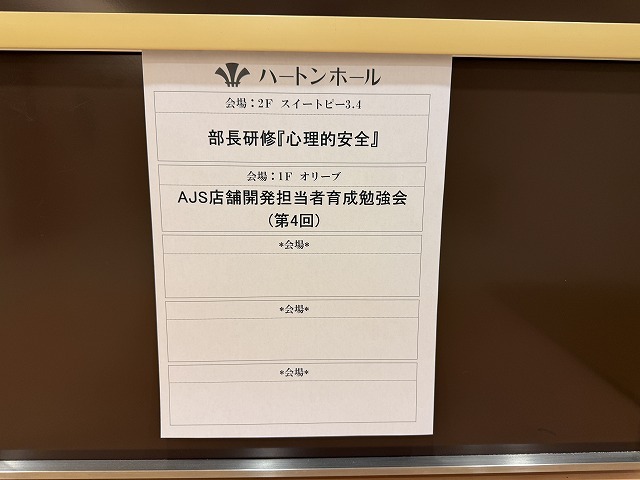 ハートンホール
会場：2F スイートピー3.4
部長研修『心理的安全』
会場：1F オリーブ
AJS店舗開発担当者育成勉強会
(第4回)
*会場*
*会場*
*会場*